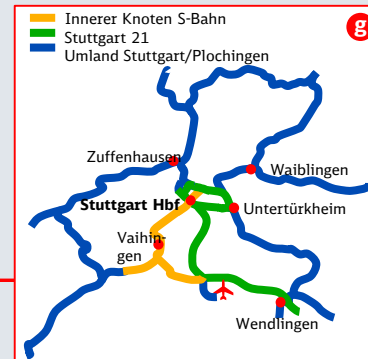 Innerer Knoten S-Bahn
Stuttgart 21
Umland Stuttgart/Plochingen
g
Zuffenhausen
Waiblingen
Stuttgart Hbf
Untertürkheim
Vaihin-
gen
Wendlingen